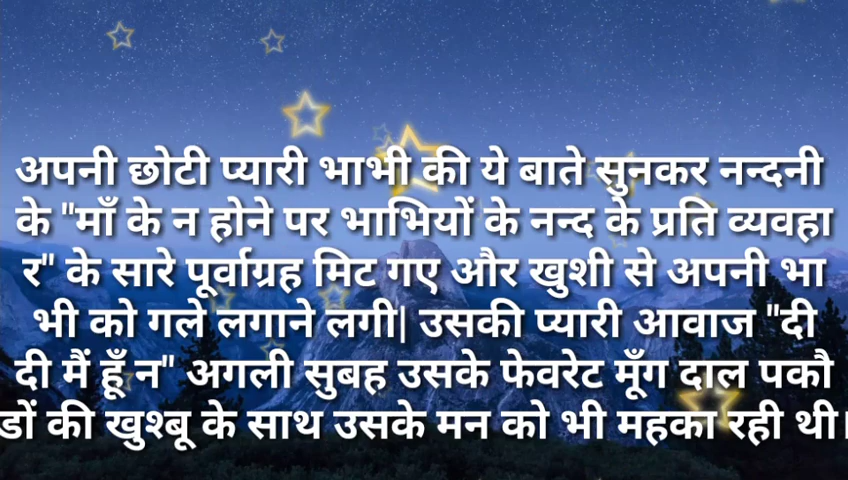 अपनी छोटी प्यारी भाभी की ये बाते सुनकर नन्दनी
के "माँ के न होने पर भाभियों के नन्द के प्रति व्यवहा
र" के सारे पूर्वाग्रह मिट गए और खुशी से अपनी भा
भी को गले लगाने लगी| उसकी प्यारी आवाज "दी
दी मैं हूँ न" अगली सुबह उसके फेवरेट मूँग दाल पकौ
डों की खुश्बू के साथ उसके मन को भी महका रही थी।